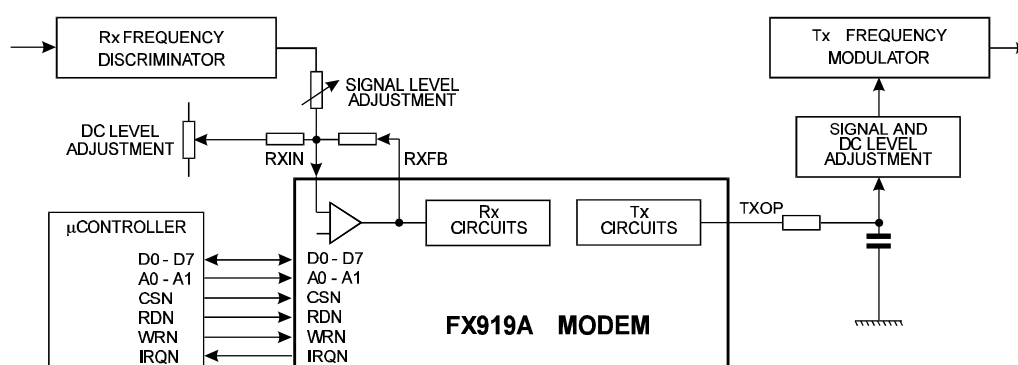 Rx FREQUENCY
DISCRIMINATOR
Tx FREQUENCY
MODULATOR
SIGNAL LEVEL
ADJUSTMENT
DC LEVEL
ADJUSTMENT
RXIN
RXFB
SIGNAL AND
DC LEVEL
ADJUSTMENT
µCONTROLLER
Rx
CIRCUITS
Tx
CIRCUITS
TXOP
D0 - D7
A0 - A1
CSN
RDN
WRN
IRQN
D0 - D7
A0 - A1
CSN
RDN
WRN
IRQN
FX919A MODEM